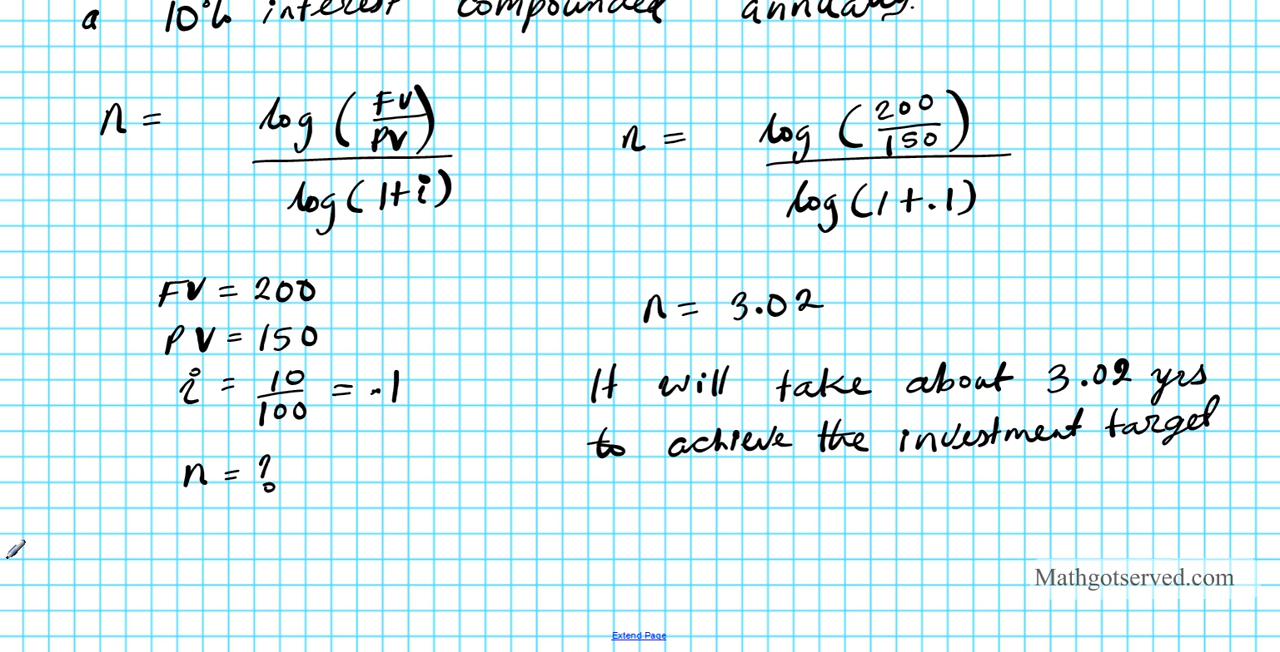 a 10% interest compounded annually.
n = log (FV/PV) / log(1+i)
FV = 200
PV = 150
i = 10/100 = .1
n = ?
n = log (200/150) / log(1+.1)
n = 3.02
It will take about 3.02 yrs
to achieve the investment target
Mathgotserved.com
Extend Page